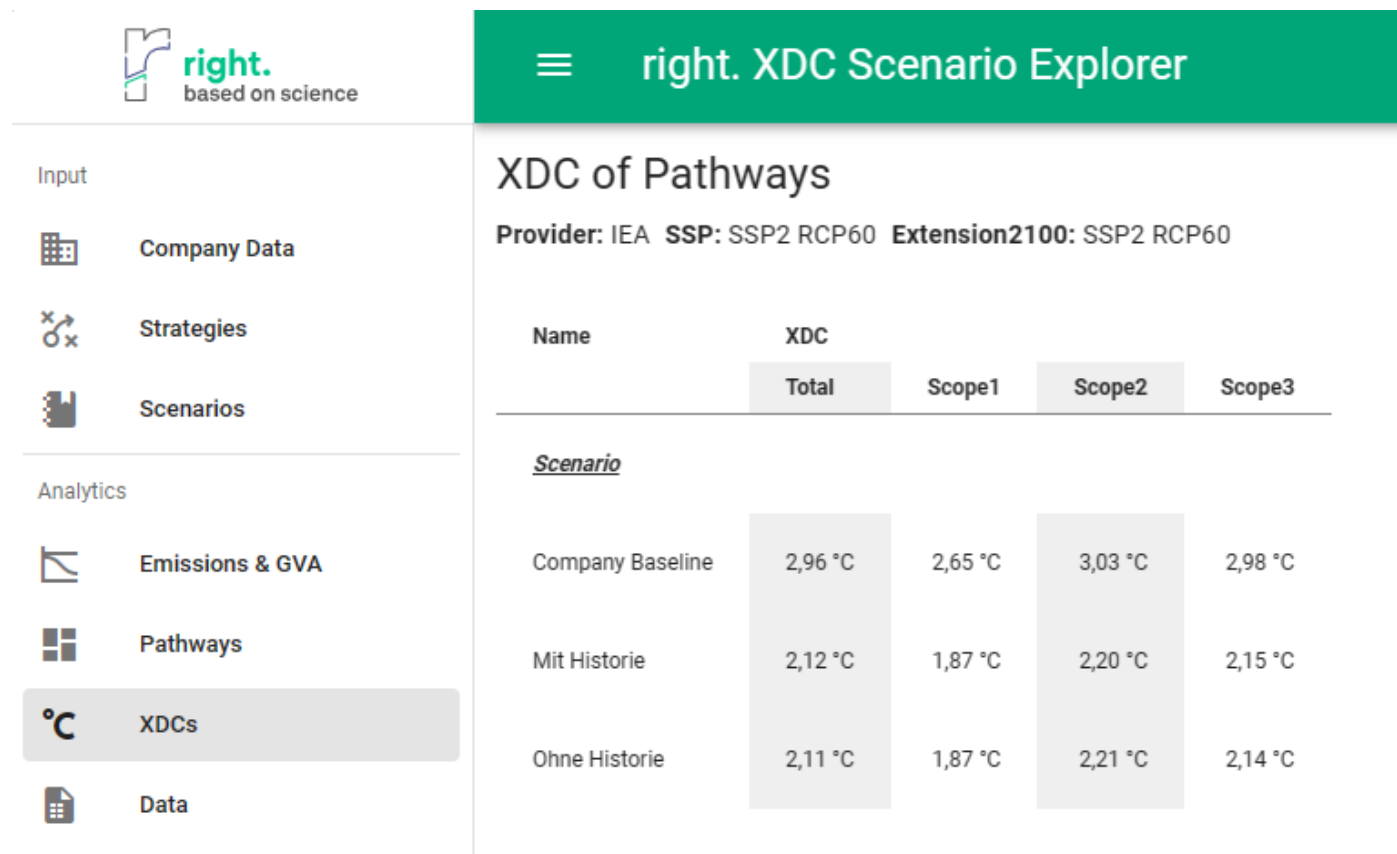 right.
based on science
right. XDC Scenario Explorer
Input
Company Data
Strategies
Scenarios
Analytics
Emissions & GVA
Pathways
°C XDCs
Data
XDC of Pathways
Provider: IEA SSP: SSP2 RCP60 Extension2100: SSP2 RCP60
Name XDC
Total Scope1 Scope2 Scope3
Scenario
Company Baseline 2,96 °C 2,65 °C 3,03 °C 2,98 °C
Mit Historie 2,12 °C 1,87 °C 2,20 °C 2,15 °C
Ohne Historie 2,11 °C 1,87 °C 2,21 °C 2,14 °C